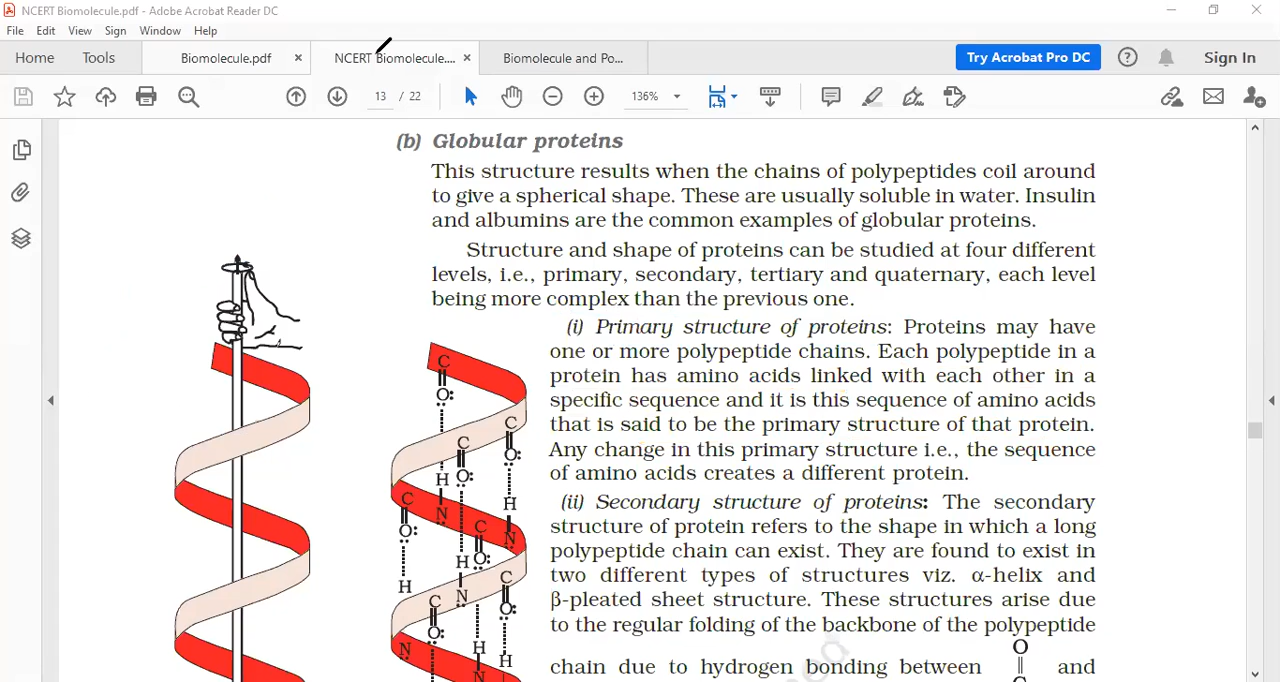 NCERT Biomolecule.pdf - Adobe Acrobat Reader DC
File Edit View Sign Window Help
Home Tools Biomolecule.pdf × NCERT Biomolecule.... × Biomolecule and Po... Try Acrobat Pro DC ? Sign In
13 / 22 136%
(b) Globular proteins
This structure results when the chains of polypeptides coil around
to give a spherical shape. These are usually soluble in water. Insulin
and albumins are the common examples of globular proteins.
Structure and shape of proteins can be studied at four different
levels, i.e., primary, secondary, tertiary and quaternary, each level
being more complex than the previous one.
(i) Primary structure of proteins: Proteins may have
one or more polypeptide chains. Each polypeptide in a
protein has amino acids linked with each other in a
specific sequence and it is this sequence of amino acids
that is said to be the primary structure of that protein.
Any change in this primary structure i.e., the sequence
of amino acids creates a different protein.
(ii) Secondary structure of proteins: The secondary
structure of protein refers to the shape in which a long
polypeptide chain can exist. They are found to exist in
two different types of structures viz. α-helix and
β-pleated sheet structure. These structures arise due
to the regular folding of the backbone of the polypeptide
chain due to hydrogen bonding between O and
C
O:
C
C
O:
O:
H
N
C
H
N
O:
C
O:
H
H
N
C
O:
C
O:
N
H
N
H